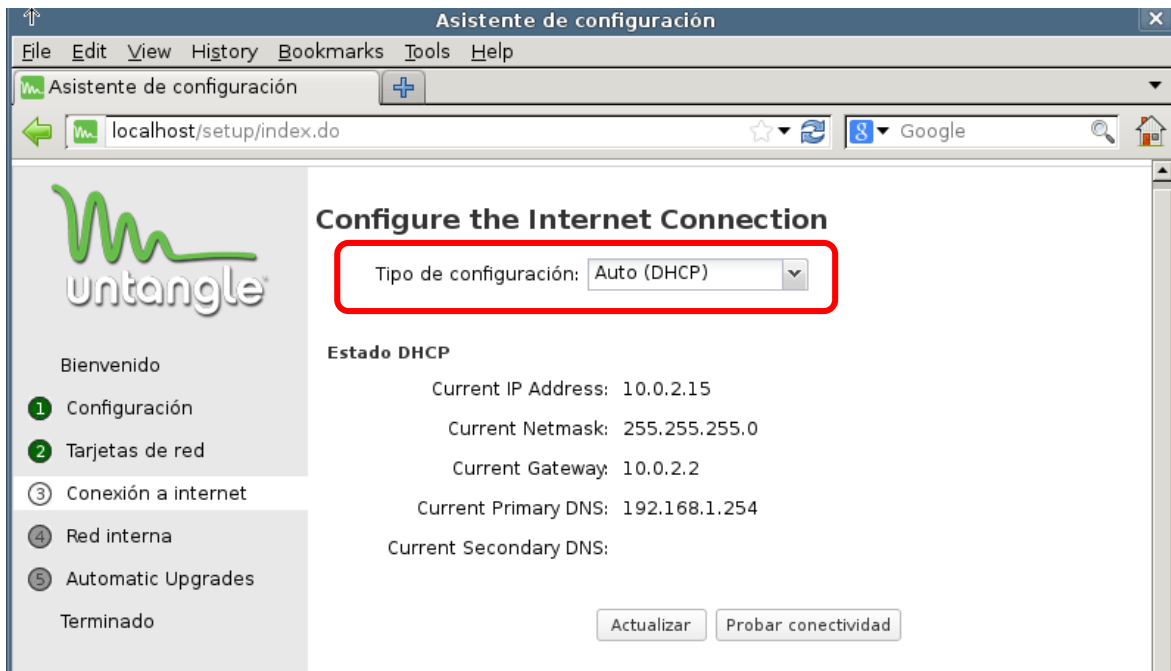 Asistente de configuración
File Edit View History Bookmarks Tools Help
Asistente de configuración
localhost/setup/index.do
8 Google
untangle
Bienvenido
1 Configuración
2 Tarjetas de red
3 Conexión a internet
4 Red interna
5 Automatic Upgrades
Terminado
Configure the Internet Connection
Tipo de configuración: Auto (DHCP)
Estado DHCP
Current IP Address: 10.0.2.15
Current Netmask: 255.255.255.0
Current Gateway: 10.0.2.2
Current Primary DNS: 192.168.1.254
Current Secondary DNS:
Actualizar Probar conectividad